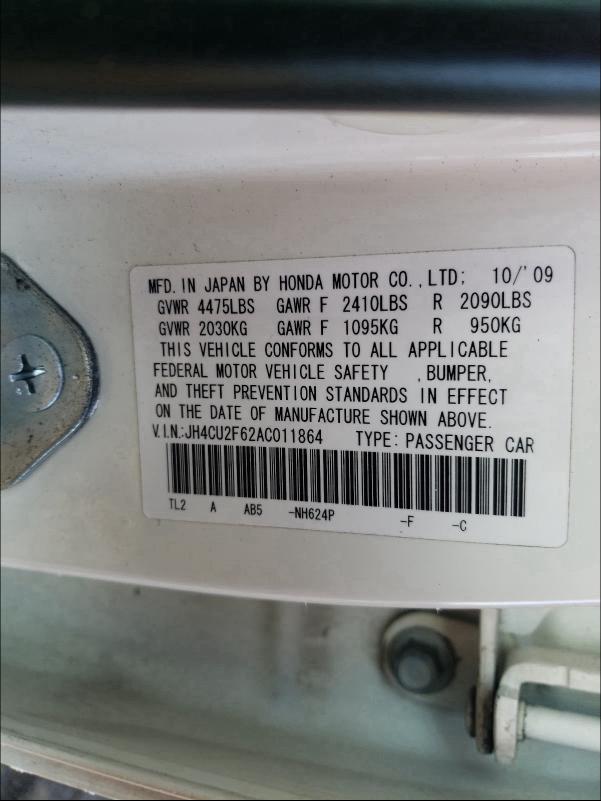 MFD. IN JAPAN BY HONDA MOTOR CO., LTD; 10/'09
GVWR 4475LBS GAWR F 2410LBS R 2090LBS
GVWR 2030KG GAWR F 1095KG R 950KG
THIS VEHICLE CONFORMS TO ALL APPLICABLE
FEDERAL MOTOR VEHICLE SAFETY , BUMPER,
AND THEFT PREVENTION STANDARDS IN EFFECT
ON THE DATE OF MANUFACTURE SHOWN ABOVE.
V.I.N.:JH4CU2F62AC011864 TYPE: PASSENGER CAR
TL2 A AB5 -NH624P -F -C